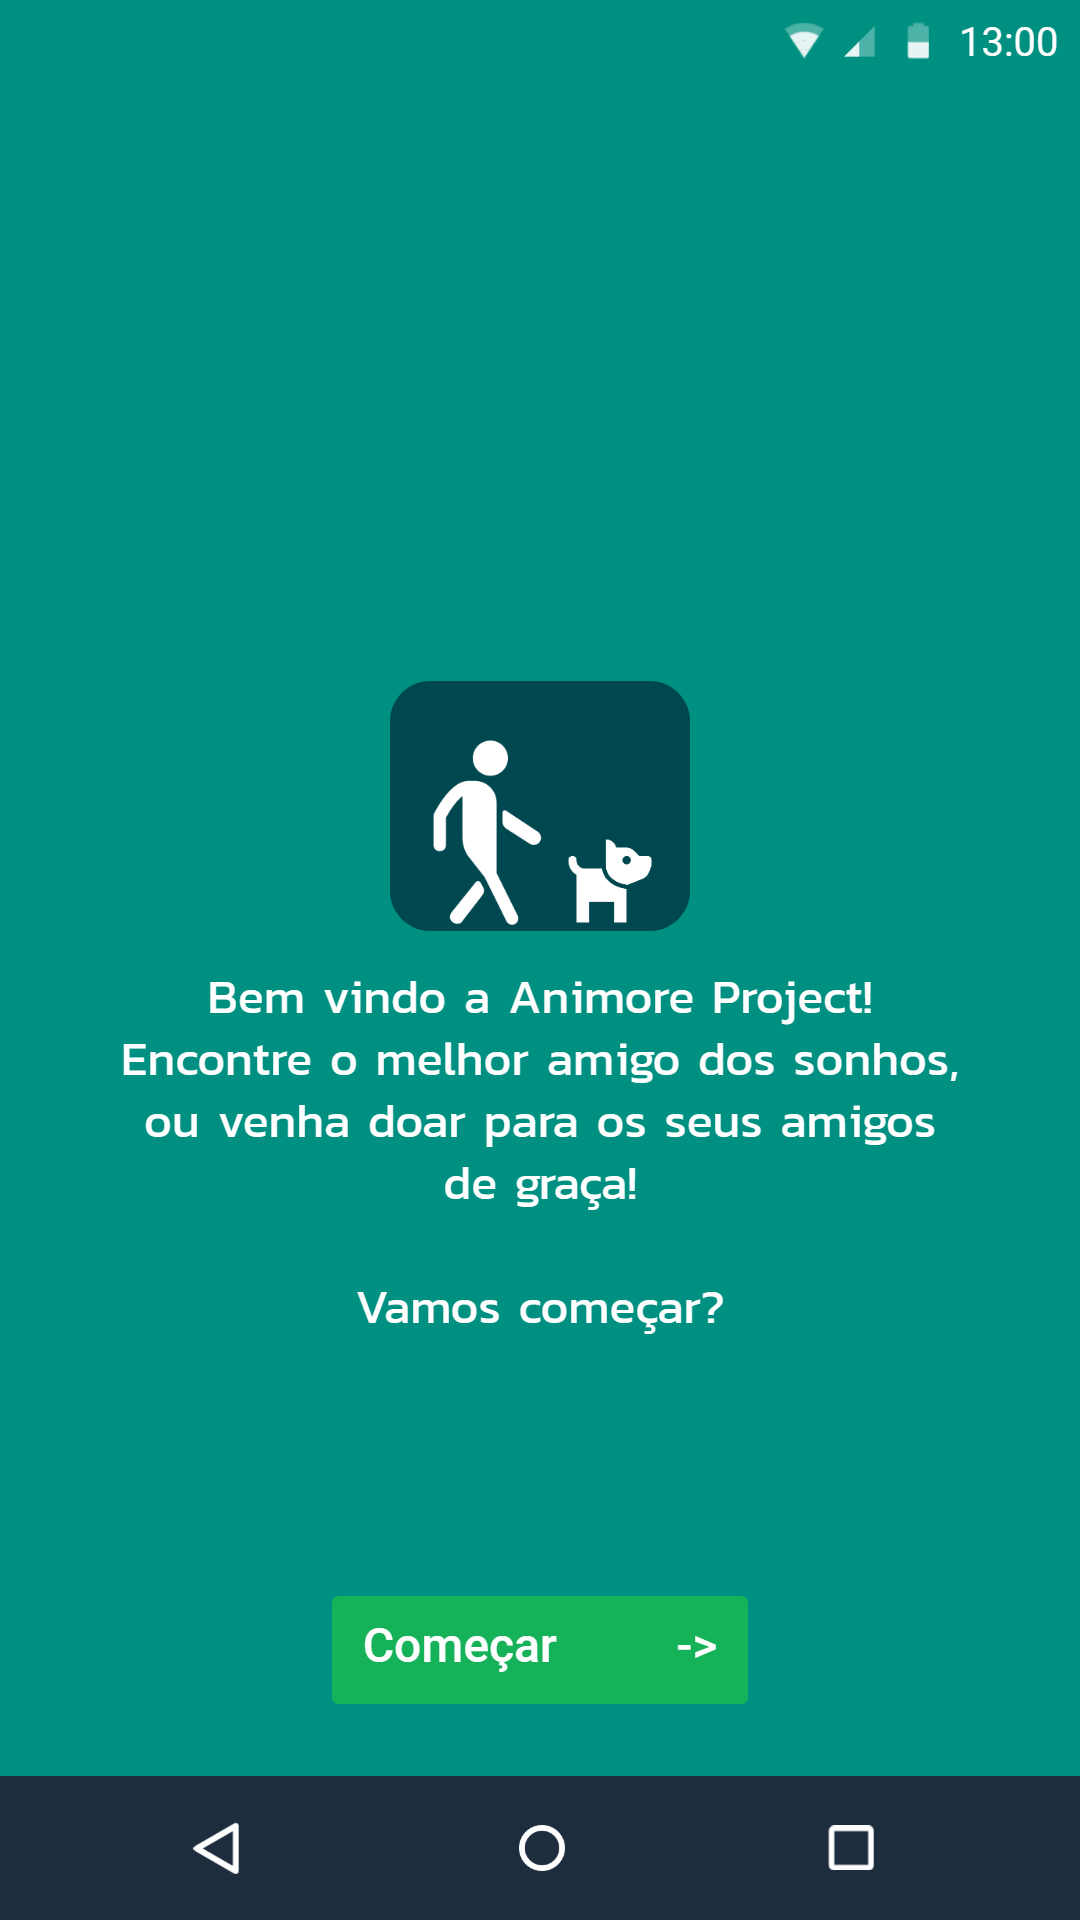 13:00
Bem vindo a Animore Project!
Encontre o melhor amigo dos sonhos,
ou venha doar para os seus amigos
de graça!
Vamos começar?
Começar ->